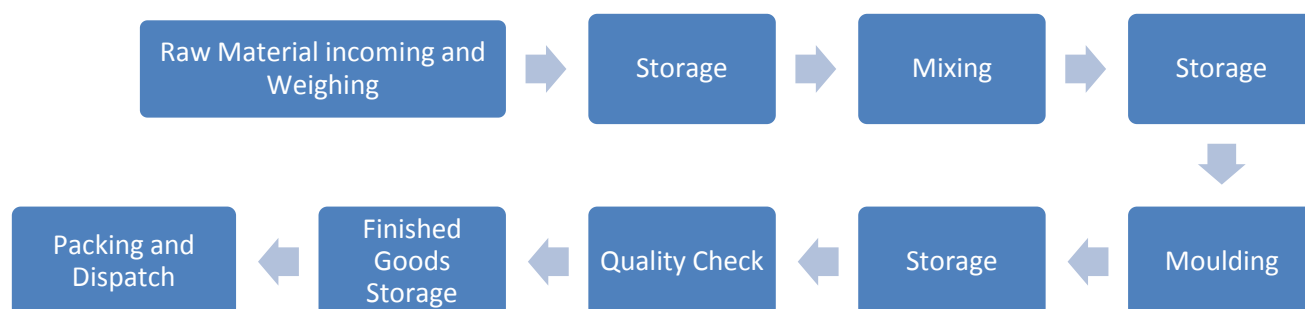 Raw Material incoming and
Weighing
Storage
Mixing
Storage
Moulding
Storage
Quality Check
Finished
Goods
Storage
Packing and
Dispatch